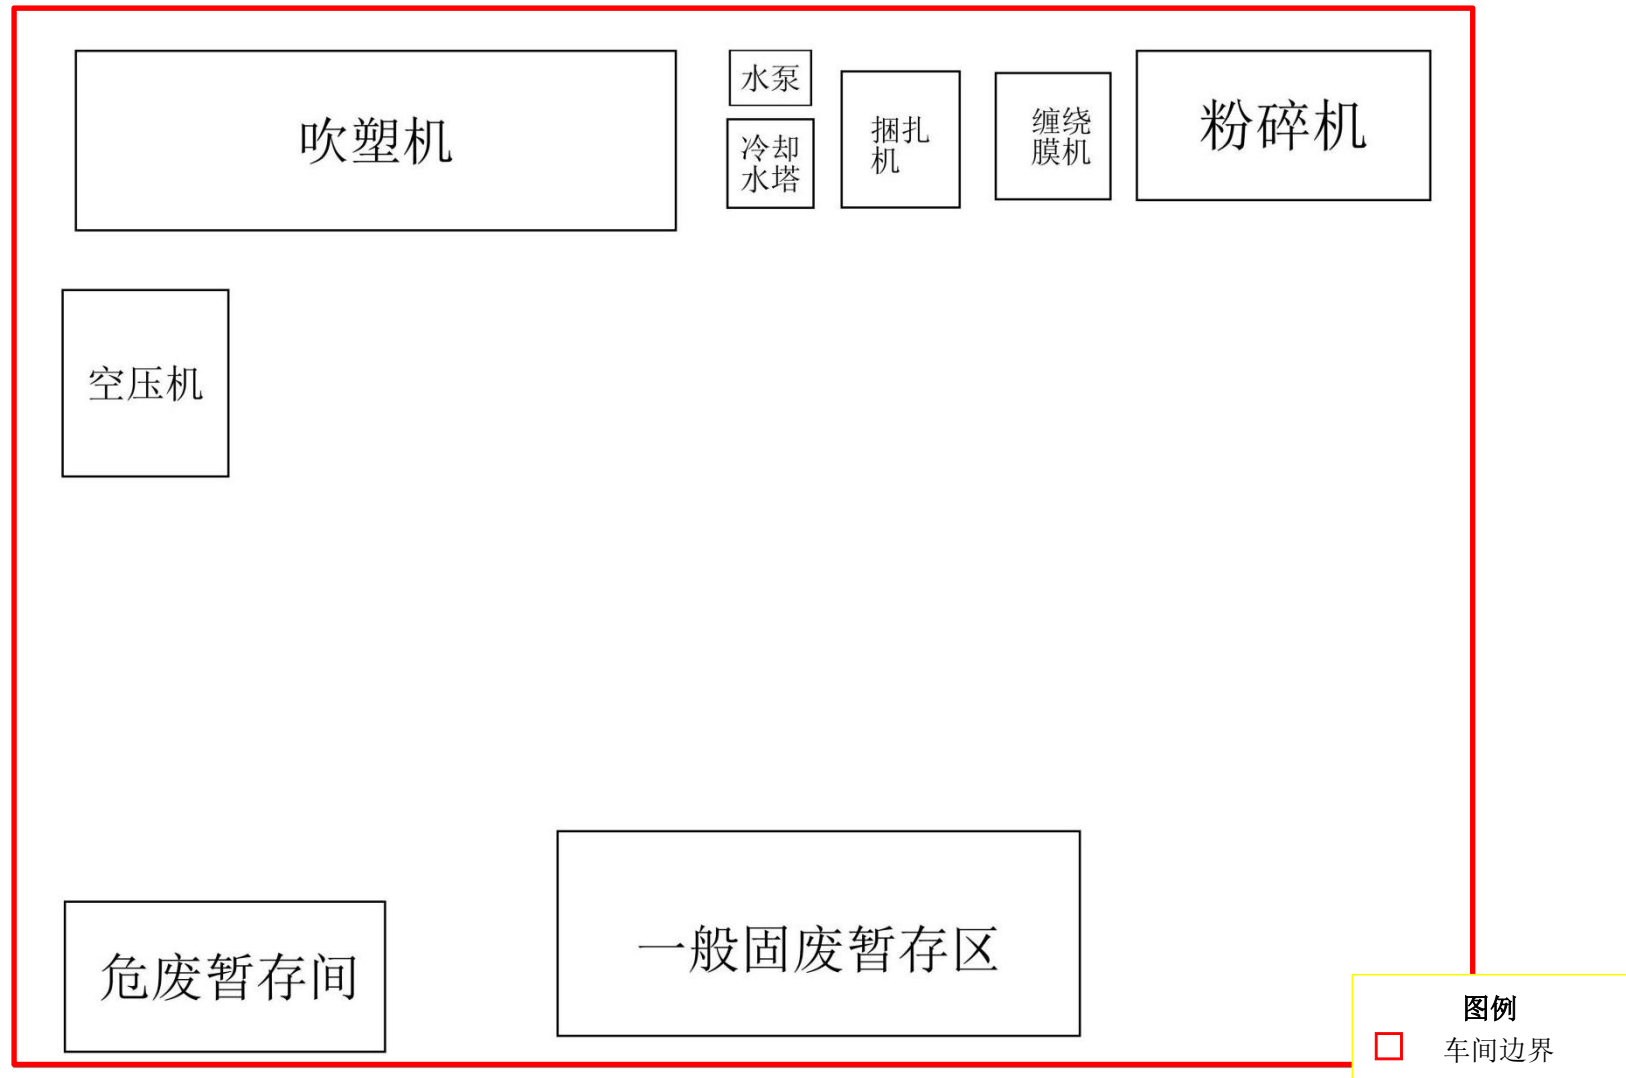 吹塑机
水泵
冷却
水塔
捆扎
机
缠绕
膜机
粉碎机
空压机
危废暂存间
一般固废暂存区
图例
车间边界